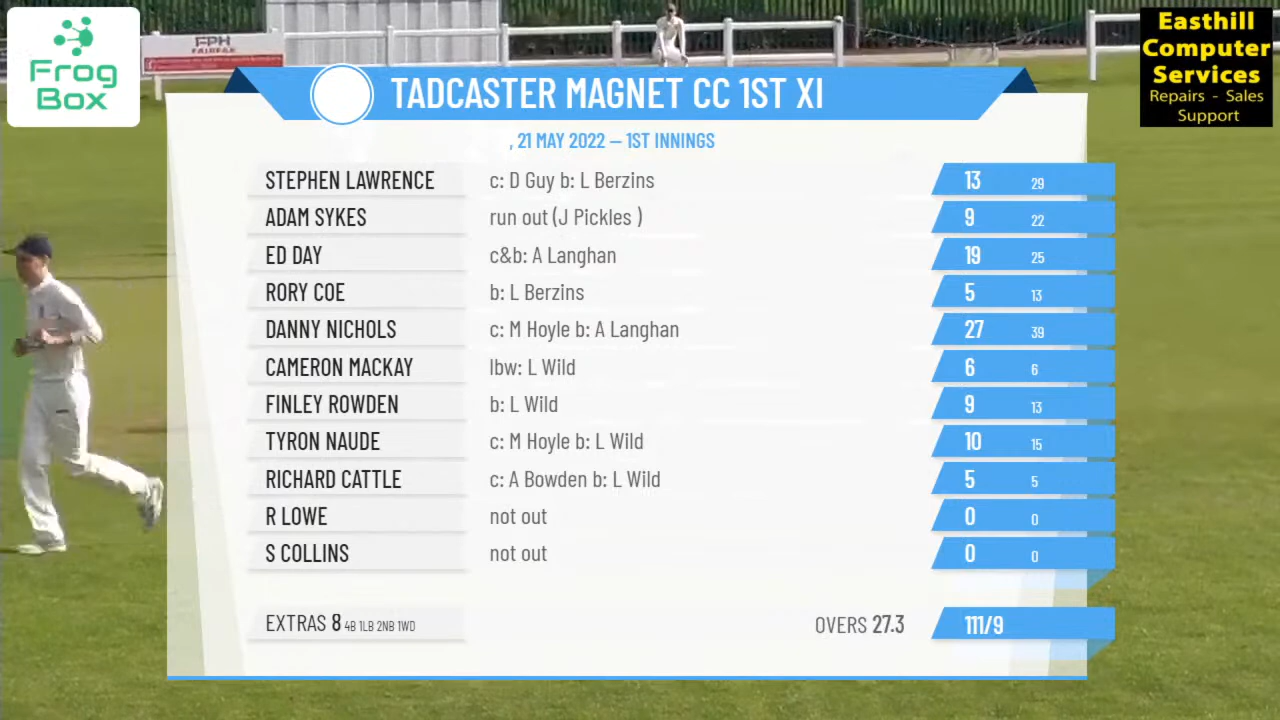 Frog
Box
FPH
FAIRFAX
Easthill
Computer
Services
Repairs - Sales
Support
TADCASTER MAGNET CC 1ST XI
, 21 MAY 2022 – 1ST INNINGS
STEPHEN LAWRENCE c: D Guy b: L Berzins 13 29
ADAM SYKES run out (J Pickles ) 9 22
ED DAY c&b: A Langhan 19 25
RORY COE b: L Berzins 5 13
DANNY NICHOLS c: M Hoyle b: A Langhan 27 39
CAMERON MACKAY lbw: L Wild 6 6
FINLEY ROWDEN b: L Wild 9 13
TYRON NAUDE c: M Hoyle b: L Wild 10 15
RICHARD CATTLE c: A Bowden b: L Wild 5 5
R LOWE not out 0 0
S COLLINS not out 0 0
EXTRAS 8 4B 1LB 2NB 1WD OVERS 27.3 111/9